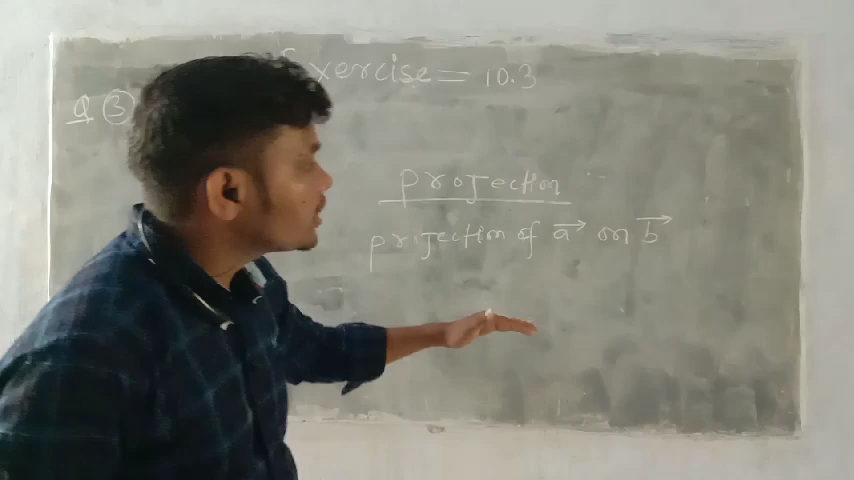 Exercise = 10.3
Q 3
projection
projection of a⃗ on b⃗